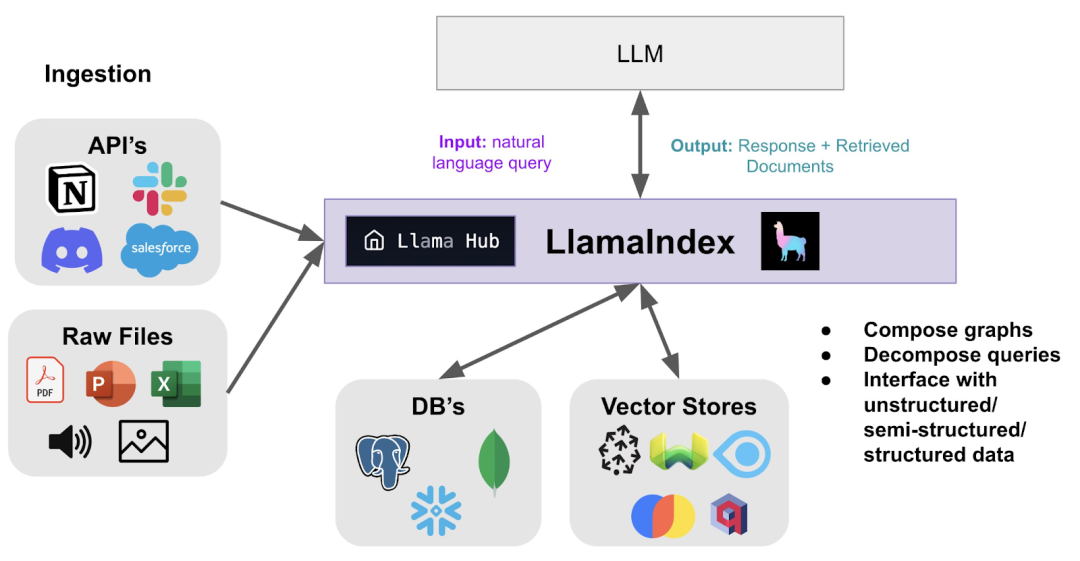 LLM
Ingestion
API's
Input: natural
language query
Output: Response + Retrieved
Documents
N
salesforce
Llama Hub
LlamaIndex
Raw Files
PDF
P
X
DB's
Vector Stores
● Compose graphs
● Decompose queries
● Interface with
unstructured/
semi-structured/
structured data